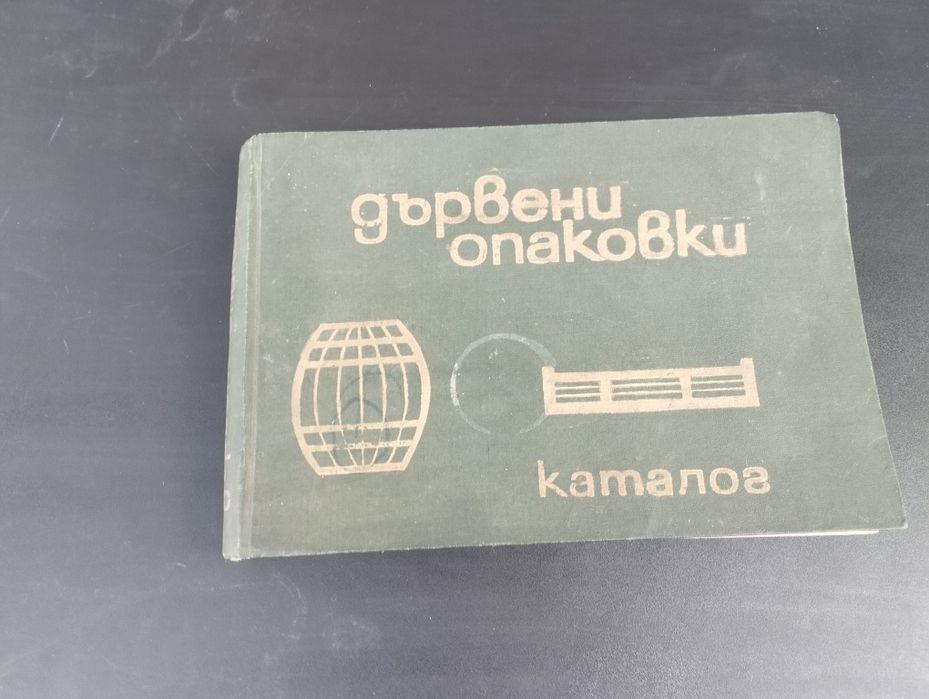 дървени
опаковки
каталог